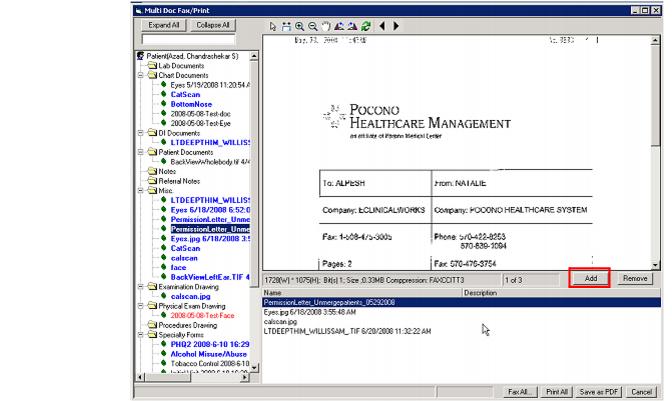 Multi Doc Fax/Print
Expand All Collapse All
Patient(Azad, Chandrashekar S)
Lab Documents
Chart Documents
Eyes 5/19/2008 11:20:54 A
CatScan
BottomNose
2008-05-08-Test-doc
2008-05-08-Test-Eye
DI Documents
LTDEEPTHIM_WILLIS
Patient Documents
BackViewWholebody.tif 4/
Notes
Referral Notes
Misc.
LTDEEPTHIM_WILLIS
Eyes 6/18/2008 6:52:0
PermissionLetter_Unmer
PermissionLetter_Unme
Eyes.jpg 6/18/2008 3:5
CatScan
calscan
face
BackViewLeftEar.TIF 4
Examination Drawing
calscan.jpg
Physical Exam Drawing
2008-05-08-Test-Face
Procedures Drawing
Specialty Forms
PHQ2 2008-6-10 16:29
Alcohol Misuse/Abuse
Tobacco Control 2008-6-10
POCONO
HEALTHCARE MANAGEMENT
an affiliate of Pocono Medical Center
To: ALPESH From: NATALIE
Company: ECLINICALWORKS Company: POCONO HEALTHCARE SYSTEM
Fax: 1-508-475-3005 Phone: 570-422-8253
570-839-1094
Pages: 2 Fax: 570-476-3754
1728(W) * 1075(H); Bit(s) 1; Size ,0.33MB Comppression: FAXCCITT3 1 of 3 Add Remove
Name Description
PermissionLetter_Unmergepatients_05292008
Eyes.jpg 6/18/2008 3:55:48 AM
calscan.jpg
LTDEEPTHIM_WILLISSAM_.TIF 6/20/2008 11:32:22 AM
Fax All... Print All Save as PDF Cancel